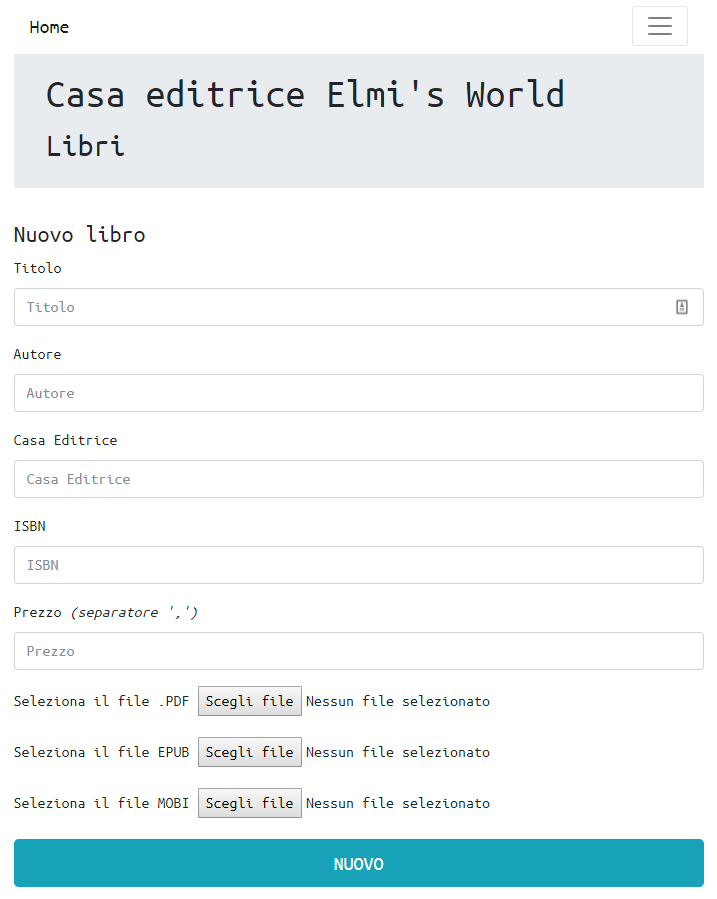 Home
Casa editrice Elmi's World
Libri
Nuovo libro
Titolo
Titolo
Autore
Autore
Casa Editrice
Casa Editrice
ISBN
ISBN
Prezzo (separatore ',')
Prezzo
Seleziona il file .PDF Scegli file Nessun file selezionato
Seleziona il file EPUB Scegli file Nessun file selezionato
Seleziona il file MOBI Scegli file Nessun file selezionato
NUOVO